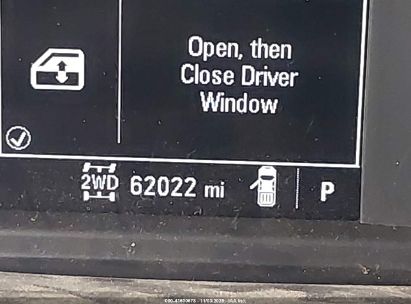 Open, then
Close Driver
Window
2WD 62022 mi P